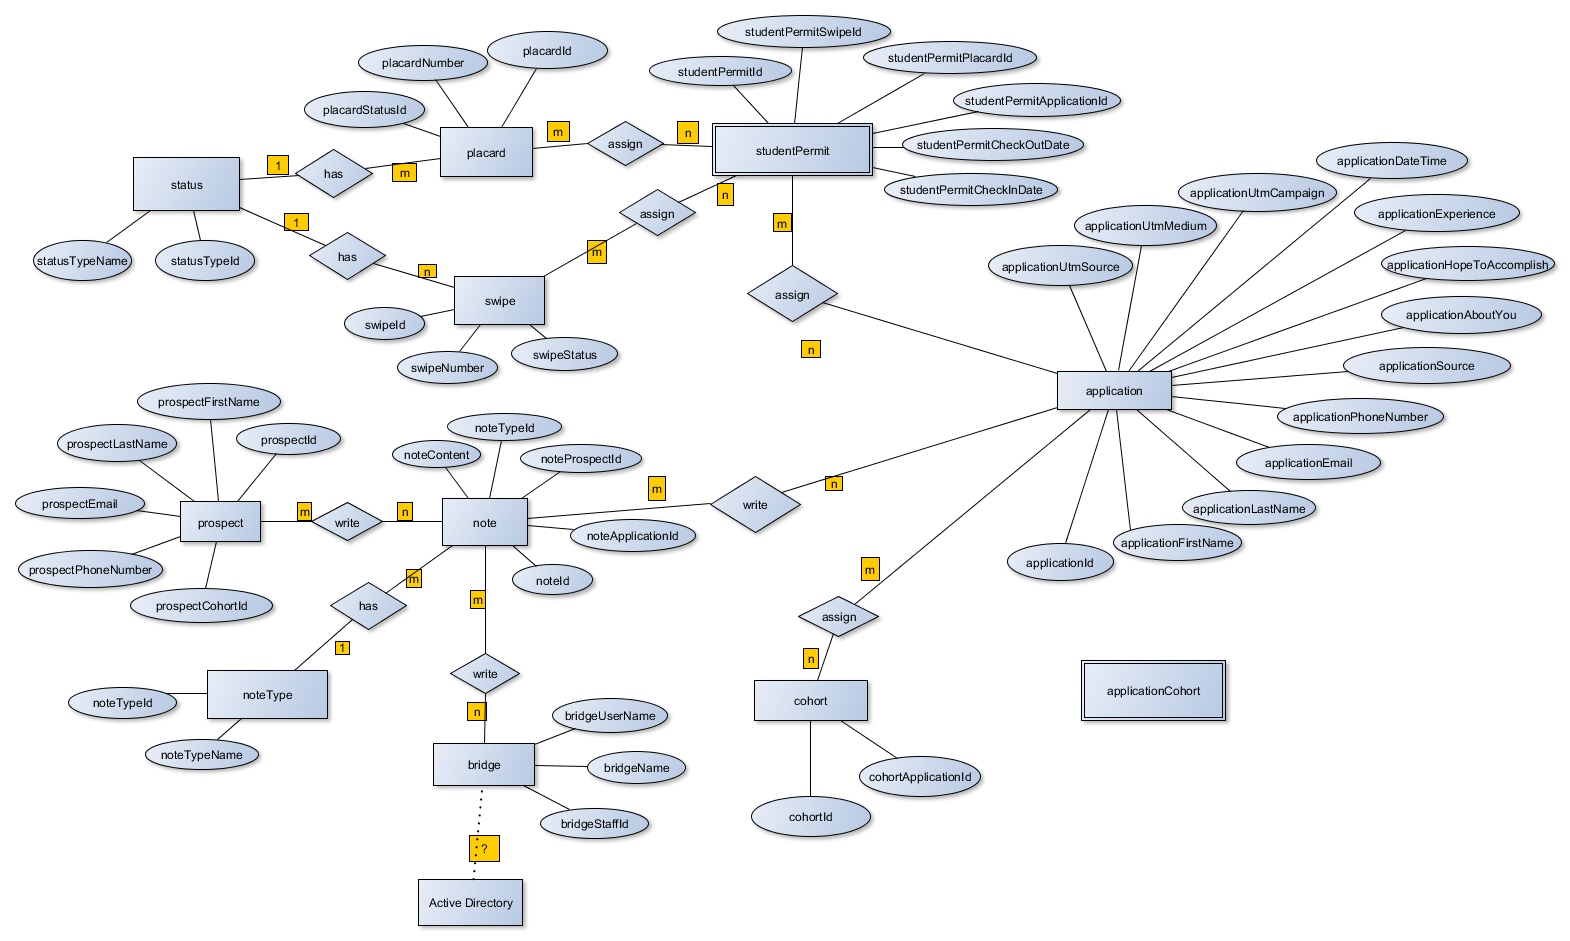 studentPermitSwipeId
placardId
placardNumber
studentPermitPlacardId
studentPermitId
placardStatusId
studentPermitApplicationId
m
assign
n
studentPermit
studentPermitCheckOutDate
placard
1
has
m
status
studentPermitCheckInDate
applicationDateTime
applicationUtmCampaign
n
assign
applicationExperience
1
m
applicationUtmMedium
statusTypeName
statusTypeId
has
m
n
applicationUtmSource
applicationHopeToAccomplish
assign
swipe
swipeId
applicationAboutYou
swipeStatus
swipeNumber
n
applicationSource
application
prospectFirstName
applicationPhoneNumber
noteTypeId
prospectId
prospectLastName
noteContent
noteProspectId
applicationEmail
m
n
prospectEmail
write
applicationLastName
prospect
m
write
n
note
noteApplicationId
applicationFirstName
applicationId
prospectPhoneNumber
m
noteId
m
prospectCohortId
has
m
assign
1
n
write
noteTypeId
noteType
cohort
applicationCohort
n
bridgeUserName
noteTypeName
bridge
bridgeName
cohortApplicationId
cohortId
bridgeStaffId
?
Active Directory